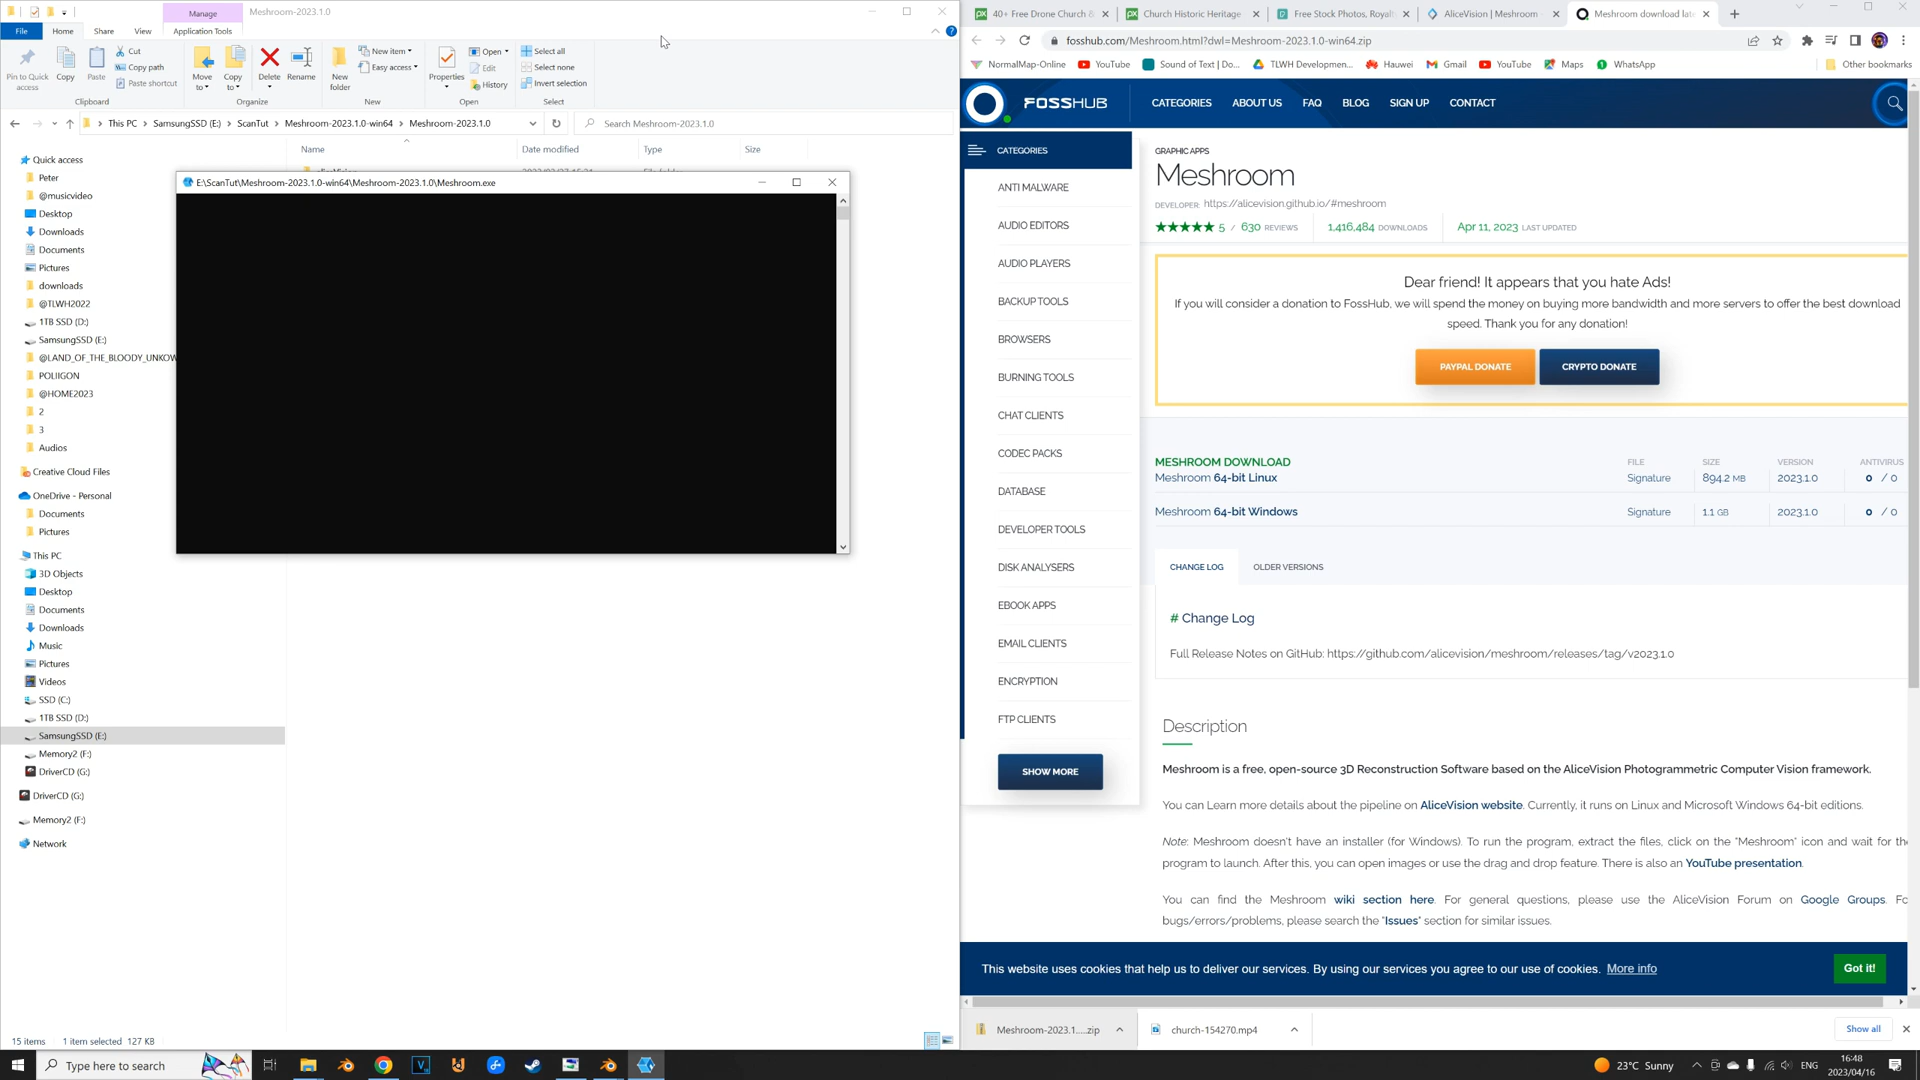 Manage
Meshroom-2023.1.0
File
Home
Share
View
Application Tools
Pin to Quick access
Copy
Paste
Cut
Copy path
Paste shortcut
Clipboard
Move to
Copy to
Delete
Rename
Organize
New folder
New item
Easy access
New
Properties
Open
Edit
History
Open
Select all
Select none
Invert selection
Select
This PC > SamsungSSD (E:) > ScanTut > Meshroom-2023.1.0-win64 > Meshroom-2023.1.0
Search Meshroom-2023.1.0
Name
Date modified
Type
Size
E:\ScanTut\Meshroom-2023.1.0-win64\Meshroom-2023.1.0\Meshroom.exe
Quick access
Peter
@musicvideo
Desktop
Downloads
Documents
Pictures
downloads
@TLWH2022
1TB SSD (D:)
SamsungSSD (E:)
@LAND_OF_THE_BLOODY_UNKOW
POLIIGON
@HOME2023
2
3
Audios
Creative Cloud Files
OneDrive - Personal
Documents
Pictures
This PC
3D Objects
Desktop
Documents
Downloads
Music
Pictures
Videos
SSD (C:)
1TB SSD (D:)
SamsungSSD (E:)
Memory2 (F:)
DriverCD (G:)
DriverCD (G:)
Memory2 (F:)
Network
15 items
1 item selected 127 KB
40+ Free Drone Church &
Church Historic Heritage
Free Stock Photos, Royalt
AliceVision | Meshroom
Meshroom download late
fosshub.com/Meshroom.html?dwl=Meshroom-2023.1.0-win64.zip
NormalMap-Online
YouTube
Sound of Text | Do...
TLWH Developmen...
Hauwei
Gmail
YouTube
Maps
WhatsApp
Other bookmarks
FOSSHUB
CATEGORIES
ABOUT US
FAQ
BLOG
SIGN UP
CONTACT
CATEGORIES
ANTI MALWARE
AUDIO EDITORS
AUDIO PLAYERS
BACKUP TOOLS
BROWSERS
BURNING TOOLS
CHAT CLIENTS
CODEC PACKS
DATABASE
DEVELOPER TOOLS
DISK ANALYSERS
EBOOK APPS
EMAIL CLIENTS
ENCRYPTION
FTP CLIENTS
SHOW MORE
GRAPHIC APPS
Meshroom
DEVELOPER: https://alicevision.github.io/#meshroom
★★★★★ 5 / 630 REVIEWS
1,416,484 DOWNLOADS
Apr 11, 2023 LAST UPDATED
Dear friend! It appears that you hate Ads!
If you will consider a donation to FossHub, we will spend the money on buying more bandwidth and more servers to offer the best download
speed. Thank you for any donation!
PAYPAL DONATE
CRYPTO DONATE
MESHROOM DOWNLOAD
FILE
SIZE
VERSION
ANTIVIRUS
Meshroom 64-bit Linux
Signature
894.2 MB
2023.1.0
0 / 0
Meshroom 64-bit Windows
Signature
1.1 GB
2023.1.0
0 / 0
CHANGE LOG
OLDER VERSIONS
# Change Log
Full Release Notes on GitHub: https://github.com/alicevision/meshroom/releases/tag/v2023.1.0
Description
Meshroom is a free, open-source 3D Reconstruction Software based on the AliceVision Photogrammetric Computer Vision framework.
You can Learn more details about the pipeline on AliceVision website. Currently, it runs on Linux and Microsoft Windows 64-bit editions.
Note: Meshroom doesn't have an installer (for Windows). To run the program, extract the files, click on the "Meshroom" icon and wait for the
program to launch. After this, you can open images or use the drag and drop feature. There is also an YouTube presentation.
You can find the Meshroom wiki section here. For general questions, please use the AliceVision Forum on Google Groups. Fo
bugs/errors/problems, please search the "Issues" section for similar issues.
This website uses cookies that help us to deliver our services. By using our services you agree to our use of cookies. More info
Got it!
Meshroom-2023.1.....zip
church-154270.mp4
Show all
Type here to search
23°C Sunny
ENG
16:48
2023/04/16